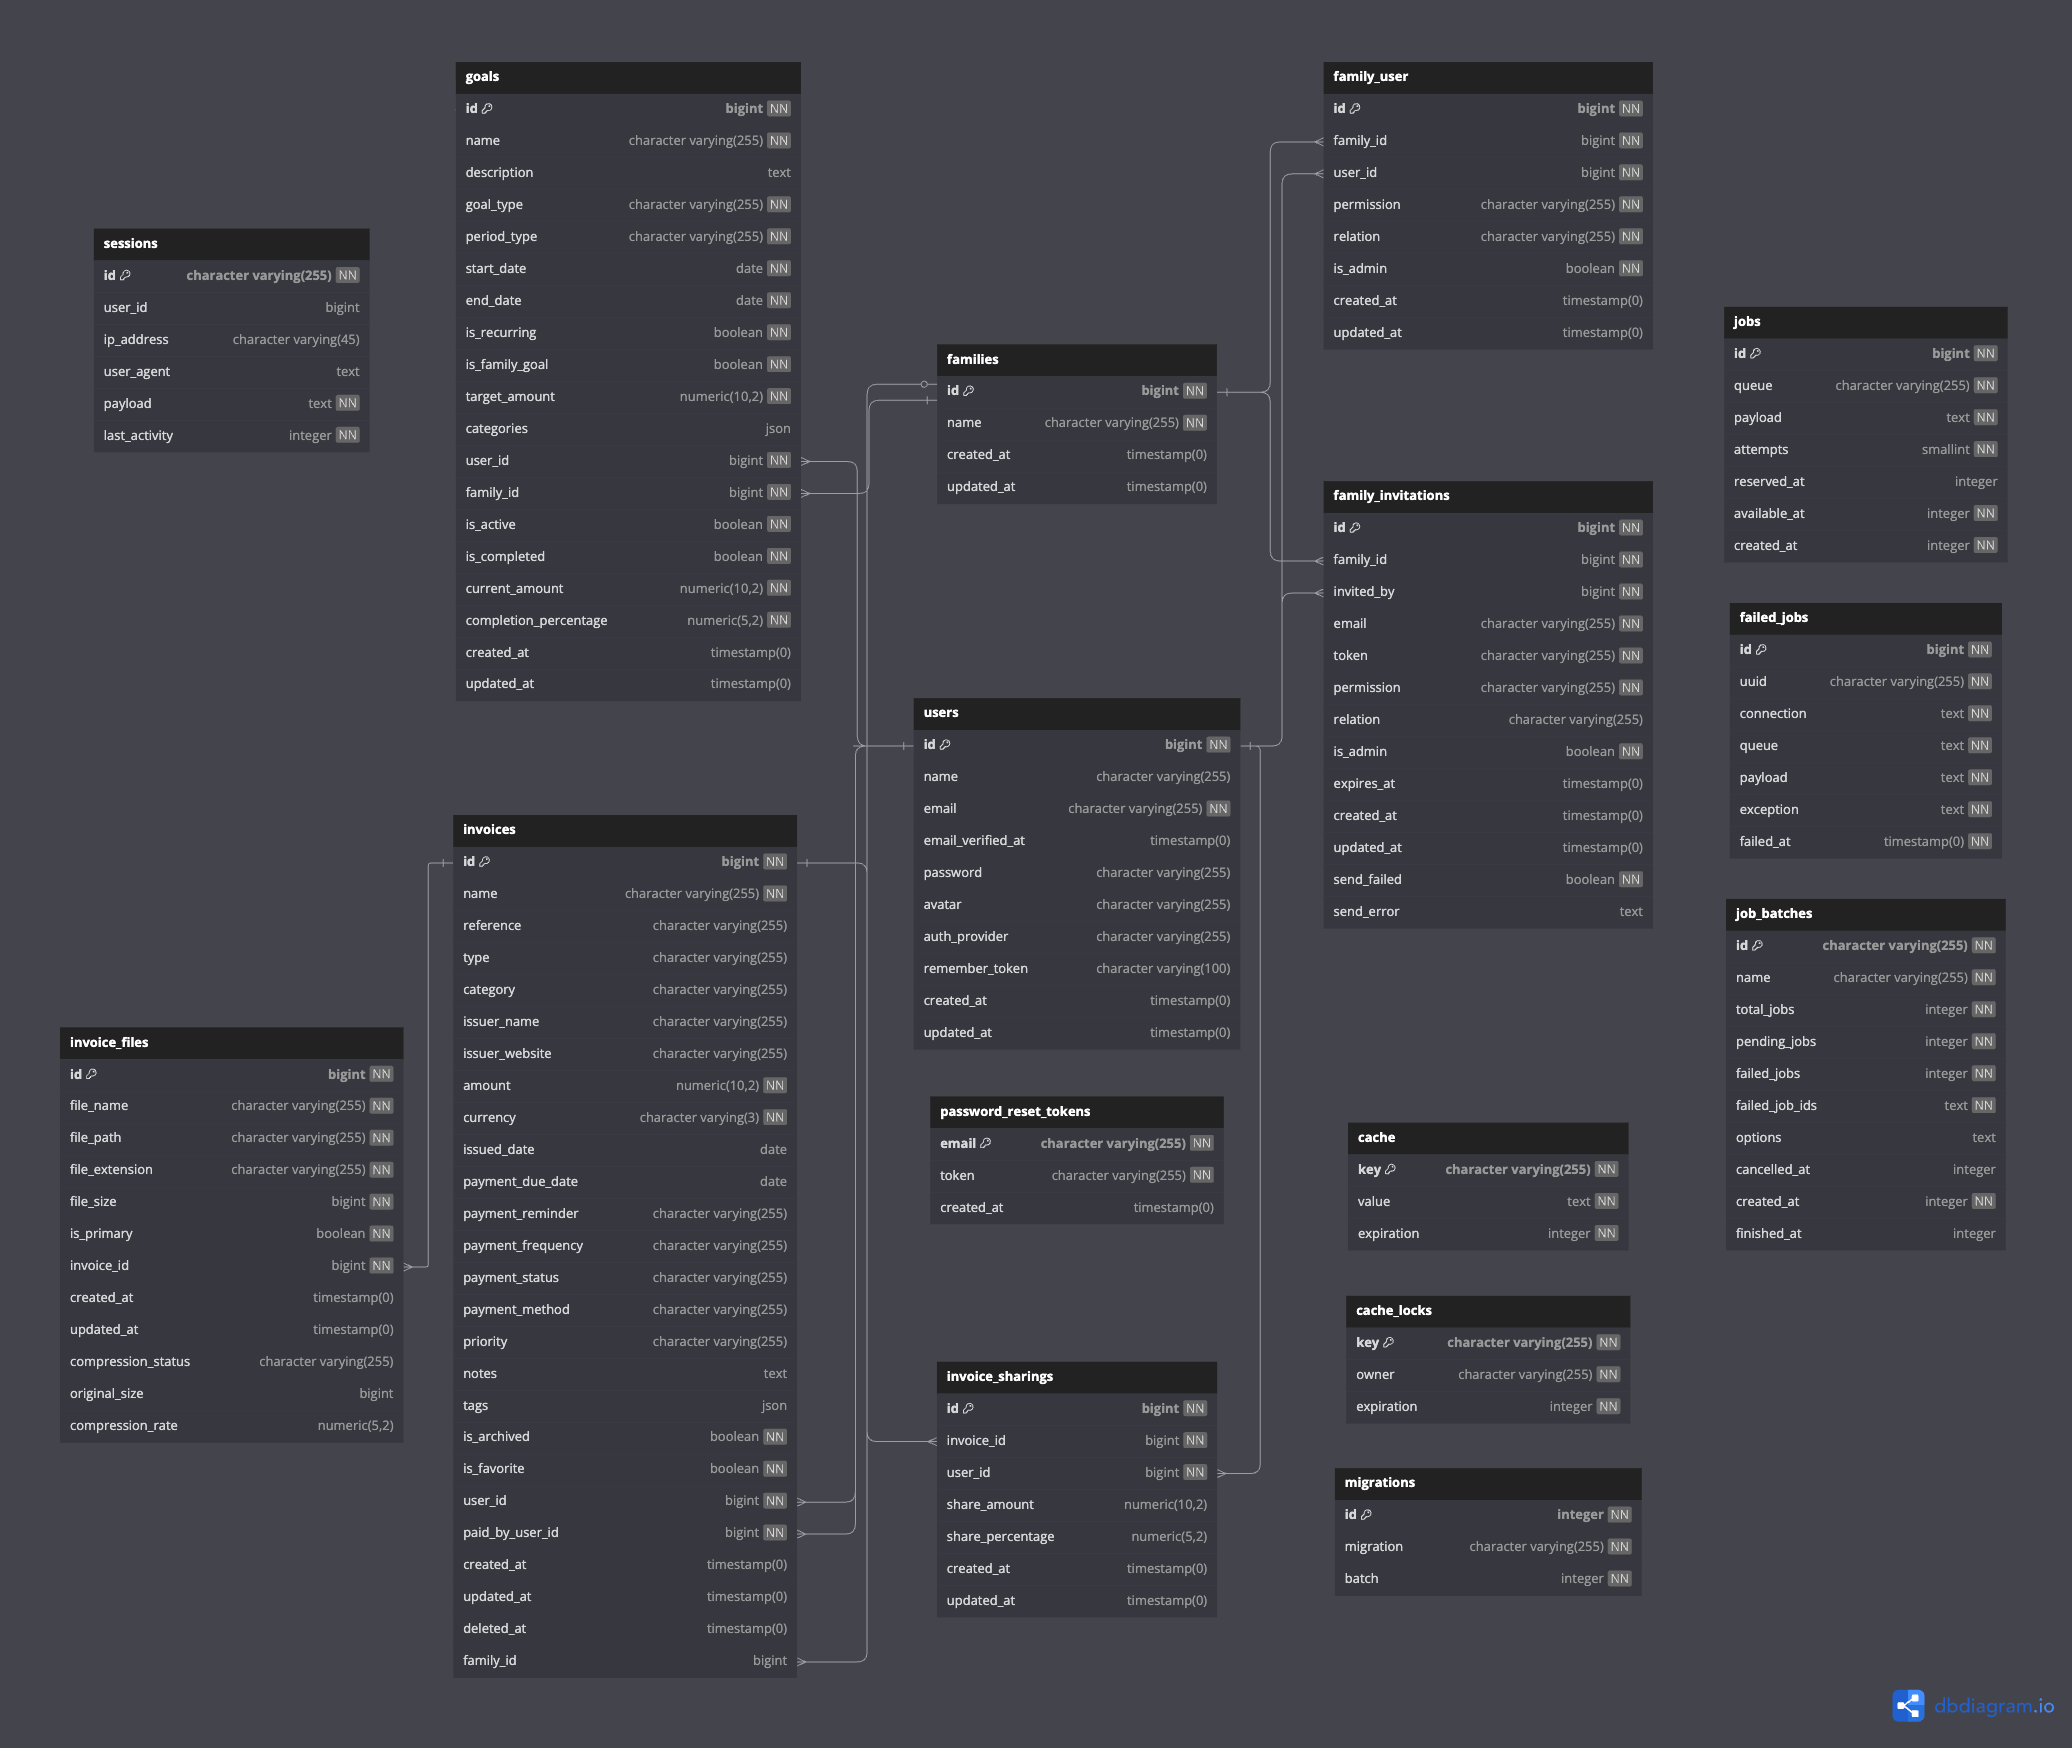 goals
id bigint NN
name character varying(255) NN
description text
goal_type character varying(255) NN
period_type character varying(255) NN
start_date date NN
end_date date NN
is_recurring boolean NN
is_family_goal boolean NN
target_amount numeric(10,2) NN
categories json
user_id bigint NN
family_id bigint NN
is_active boolean NN
is_completed boolean NN
current_amount numeric(10,2) NN
completion_percentage numeric(5,2) NN
created_at timestamp(0)
updated_at timestamp(0)
family_user
id bigint NN
family_id bigint NN
user_id bigint NN
permission character varying(255) NN
relation character varying(255) NN
is_admin boolean NN
created_at timestamp(0)
updated_at timestamp(0)
sessions
id character varying(255) NN
user_id bigint
ip_address character varying(45)
user_agent text
payload text NN
last_activity integer NN
jobs
id bigint NN
queue character varying(255) NN
payload text NN
attempts smallint NN
reserved_at integer
available_at integer NN
created_at integer NN
families
id bigint NN
name character varying(255) NN
created_at timestamp(0)
updated_at timestamp(0)
family_invitations
id bigint NN
family_id bigint NN
invited_by bigint NN
email character varying(255) NN
token character varying(255) NN
permission character varying(255) NN
relation character varying(255)
is_admin boolean NN
expires_at timestamp(0)
created_at timestamp(0)
updated_at timestamp(0)
send_failed boolean NN
send_error text
failed_jobs
id bigint NN
uuid character varying(255) NN
connection text NN
queue text NN
payload text NN
exception text NN
failed_at timestamp(0) NN
users
id bigint NN
name character varying(255)
email character varying(255) NN
email_verified_at timestamp(0)
password character varying(255)
avatar character varying(255)
auth_provider character varying(255)
remember_token character varying(100)
created_at timestamp(0)
updated_at timestamp(0)
invoices
id bigint NN
name character varying(255) NN
reference character varying(255)
type character varying(255)
category character varying(255)
issuer_name character varying(255)
issuer_website character varying(255)
amount numeric(10,2) NN
currency character varying(3) NN
issued_date date
payment_due_date date
payment_reminder character varying(255)
payment_frequency character varying(255)
payment_status character varying(255)
payment_method character varying(255)
priority character varying(255)
notes text
tags json
is_archived boolean NN
is_favorite boolean NN
user_id bigint NN
paid_by_user_id bigint NN
created_at timestamp(0)
updated_at timestamp(0)
deleted_at timestamp(0)
family_id bigint
job_batches
id character varying(255) NN
name character varying(255) NN
total_jobs integer NN
pending_jobs integer NN
failed_jobs integer NN
failed_job_ids text NN
options text
cancelled_at integer
created_at integer NN
finished_at integer
invoice_files
id bigint NN
file_name character varying(255) NN
file_path character varying(255) NN
file_extension character varying(255) NN
file_size bigint NN
is_primary boolean NN
invoice_id bigint NN
created_at timestamp(0)
updated_at timestamp(0)
compression_status character varying(255)
original_size bigint
compression_rate numeric(5,2)
password_reset_tokens
email character varying(255) NN
token character varying(255) NN
created_at timestamp(0)
cache
key character varying(255) NN
value text NN
expiration integer NN
cache_locks
key character varying(255) NN
owner character varying(255) NN
expiration integer NN
invoice_sharings
id bigint NN
invoice_id bigint NN
user_id bigint NN
share_amount numeric(10,2)
share_percentage numeric(5,2)
created_at timestamp(0)
updated_at timestamp(0)
migrations
id integer NN
migration character varying(255) NN
batch integer NN
dbdiagram.io